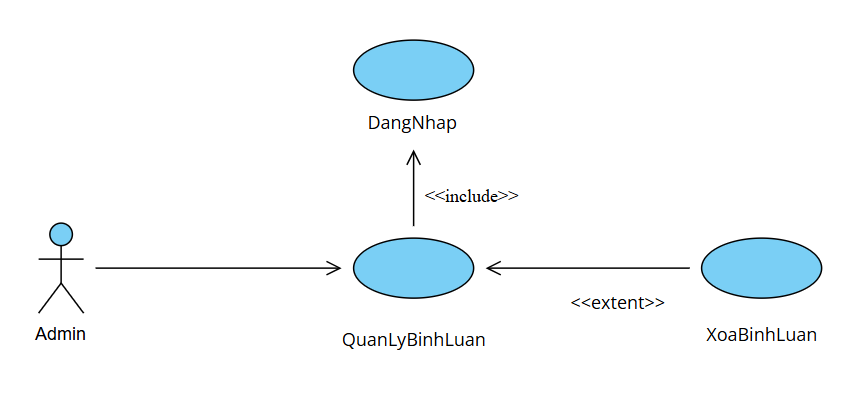 DangNhap
<<include>>
Admin
QuanLyBinhLuan
<<extent>>
XoaBinhLuan